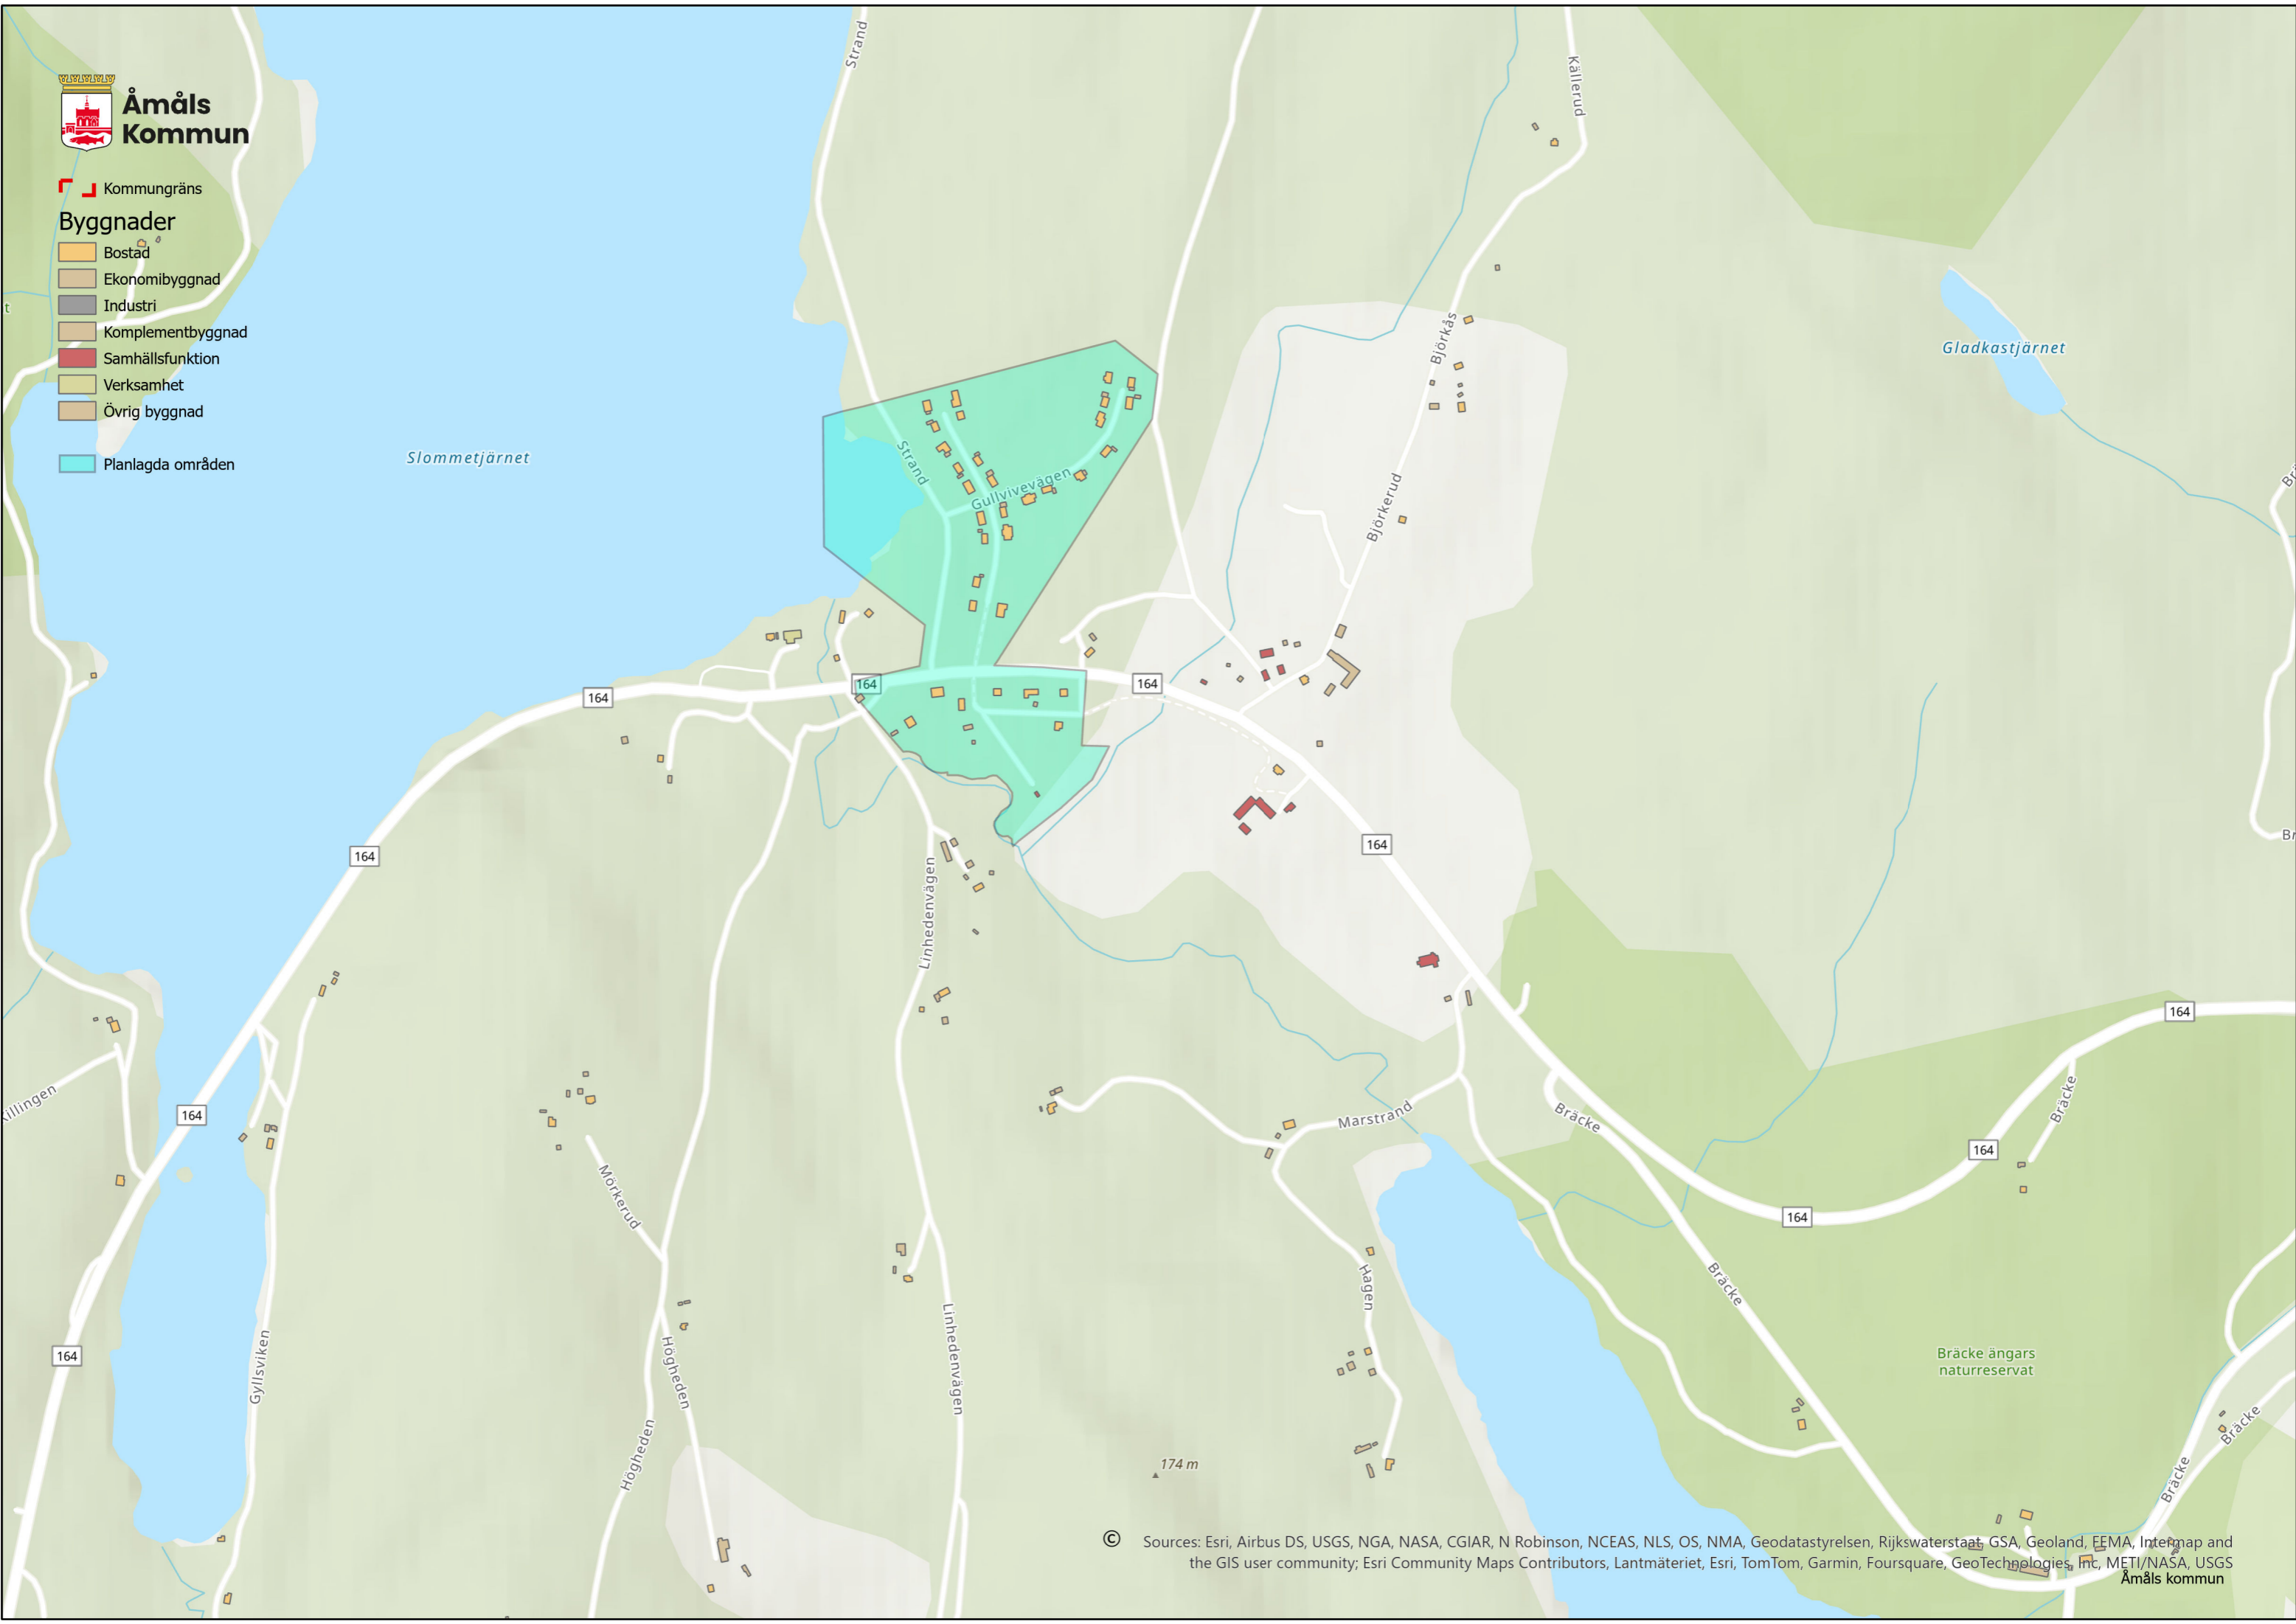 Åmåls
Kommun
Kommungräns
Byggnader
Bostad
Ekonomibyggnad
Industri
Komplementbyggnad
Samhällsfunktion
Verksamhet
Övrig byggnad
Planlagda områden
Strand
Källerud
Björkås
Gladkastjärnet
Slommetjärnet
Strand
Gullvivevägen
Björkerud
164
164
164
164
164
Linhedenvägen
164
164
Killingen
Marstrand
Bräcke
Bräcke
164
Mörkerud
164
Bräcke
Hagen
164
Gyllsviken
Högheden
Linhedenvägen
Bräcke ängars
naturreservat
Högheden
Bräcke
Bräcke
174 m
© Sources: Esri, Airbus DS, USGS, NGA, NASA, CGIAR, N Robinson, NCEAS, NLS, OS, NMA, Geodatastyrelsen, Rijkswaterstaat, GSA, Geoland, FEMA, Intermap and
the GIS user community; Esri Community Maps Contributors, Lantmäteriet, Esri, TomTom, Garmin, Foursquare, GeoTechnologies, Inc, METI/NASA, USGS
Åmåls kommun